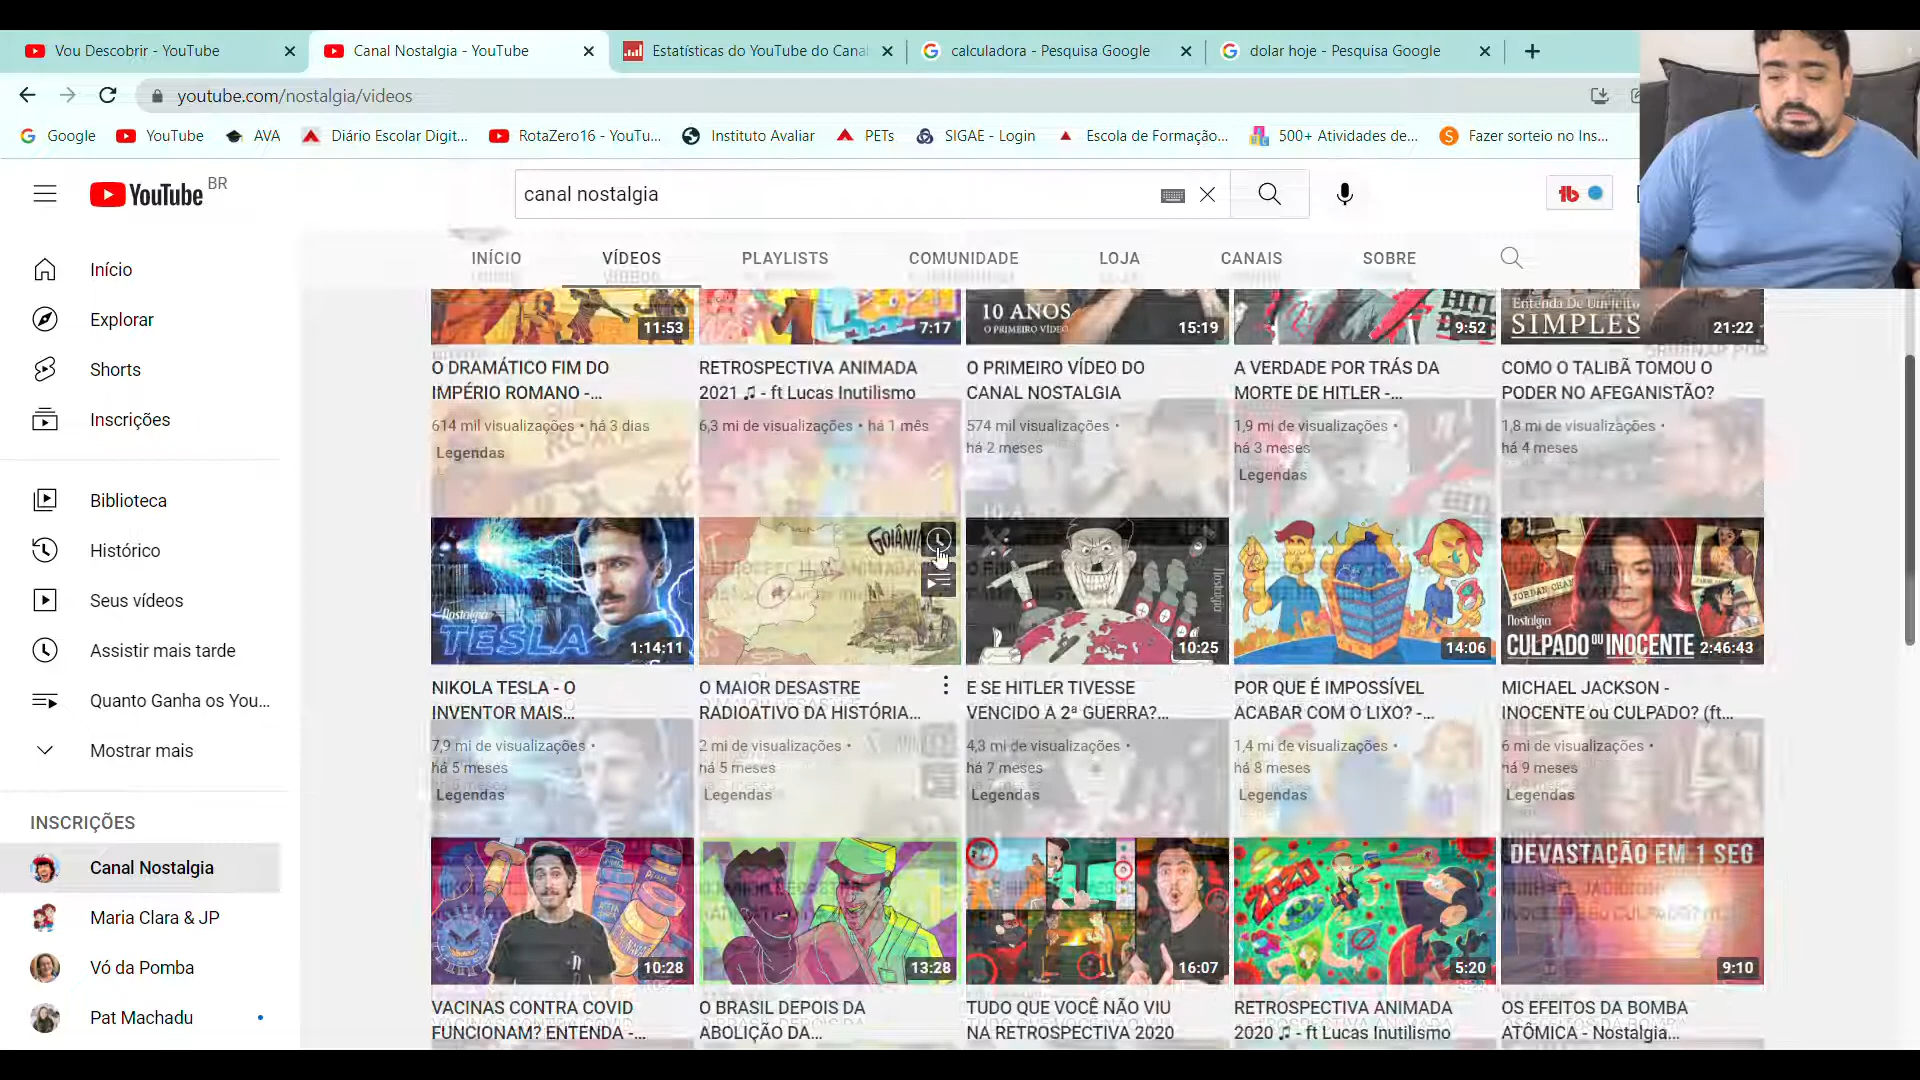 Vou Descobrir - YouTube
Canal Nostalgia - YouTube
Estatísticas do YouTube do Cana
calculadora - Pesquisa Google
dolar hoje - Pesquisa Google
youtube.com/nostalgia/videos
Google
YouTube
AVA
Diário Escolar Digit...
RotaZero16 - YouTu...
Instituto Avaliar
PETs
SIGAE - Login
Escola de Formação...
500+ Atividades de...
Fazer sorteio no Ins...
YouTube BR
canal nostalgia
INÍCIO
VÍDEOS
PLAYLISTS
COMUNIDADE
LOJA
CANAIS
SOBRE
Início
Explorar
Shorts
Inscrições
Biblioteca
Histórico
Seus vídeos
Assistir mais tarde
Quanto Ganha os You...
Mostrar mais
INSCRIÇÕES
Canal Nostalgia
Maria Clara & JP
Vó da Pomba
Pat Machadu
11:53
O DRAMÁTICO FIM DO
IMPÉRIO ROMANO -...
614 mil visualizações • há 3 dias
Legendas
7:17
RETROSPECTIVA ANIMADA
2021 ♫ - ft Lucas Inutilismo
6,3 mi de visualizações • há 1 mês
10 ANOS
O PRIMEIRO VÍDEO
15:19
O PRIMEIRO VÍDEO DO
CANAL NOSTALGIA
574 mil visualizações •
há 2 meses
9:52
A VERDADE POR TRÁS DA
MORTE DE HITLER -...
1,9 mi de visualizações •
há 3 meses
Legendas
Entenda De Um Jeito
SIMPLES
21:22
COMO O TALIBÃ TOMOU O
PODER NO AFEGANISTÃO?
1,8 mi de visualizações •
há 4 meses
Nostalgia
TESLA
1:14:11
NIKOLA TESLA - O
INVENTOR MAIS...
7,9 mi de visualizações •
há 5 meses
Legendas
O MAIOR DESASTRE
RADIOATIVO DA HISTÓRIA...
2 mi de visualizações •
há 5 meses
Legendas
Nostalgia
10:25
E SE HITLER TIVESSE
VENCIDO A 2ª GUERRA?...
4,3 mi de visualizações •
há 7 meses
Legendas
14:06
POR QUE É IMPOSSÍVEL
ACABAR COM O LIXO? -...
1,4 mi de visualizações •
há 8 meses
Legendas
Nostalgia
CULPADO OU INOCENTE
2:46:43
MICHAEL JACKSON -
INOCENTE ou CULPADO? (ft...
6 mi de visualizações •
há 9 meses
Legendas
10:28
VACINAS CONTRA COVID
FUNCIONAM? ENTENDA -...
13:28
O BRASIL DEPOIS DA
ABOLIÇÃO DA...
16:07
TUDO QUE VOCÊ NÃO VIU
NA RETROSPECTIVA 2020
5:20
RETROSPECTIVA ANIMADA
2020 ♫ - ft Lucas Inutilismo
DEVASTAÇÃO EM 1 SEG
9:10
OS EFEITOS DA BOMBA
ATÔMICA - Nostalgia...